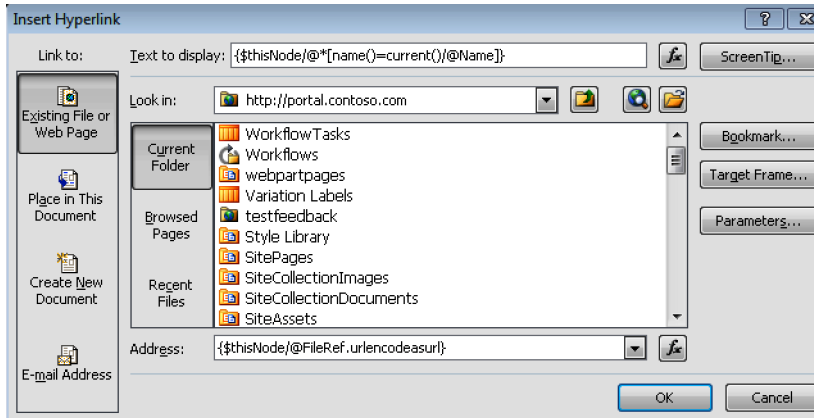 Insert Hyperlink
Link to:
Text to display: {$thisNode/@*[name()=current()/@Name]}
fx
ScreenTip...
Existing File or
Web Page
Look in: http://portal.contoso.com
Current
Folder
WorkflowTasks
Workflows
webpartpages
Variation Labels
testfeedback
Style Library
SitePages
SiteCollectionImages
SiteCollectionDocuments
SiteAssets
Bookmark...
Target Frame...
Parameters...
Place in This
Document
Browsed
Pages
Create New
Document
Recent
Files
E-mail Address
Address: {$thisNode/@FileRef.urlencodeasurl}
fx
OK
Cancel